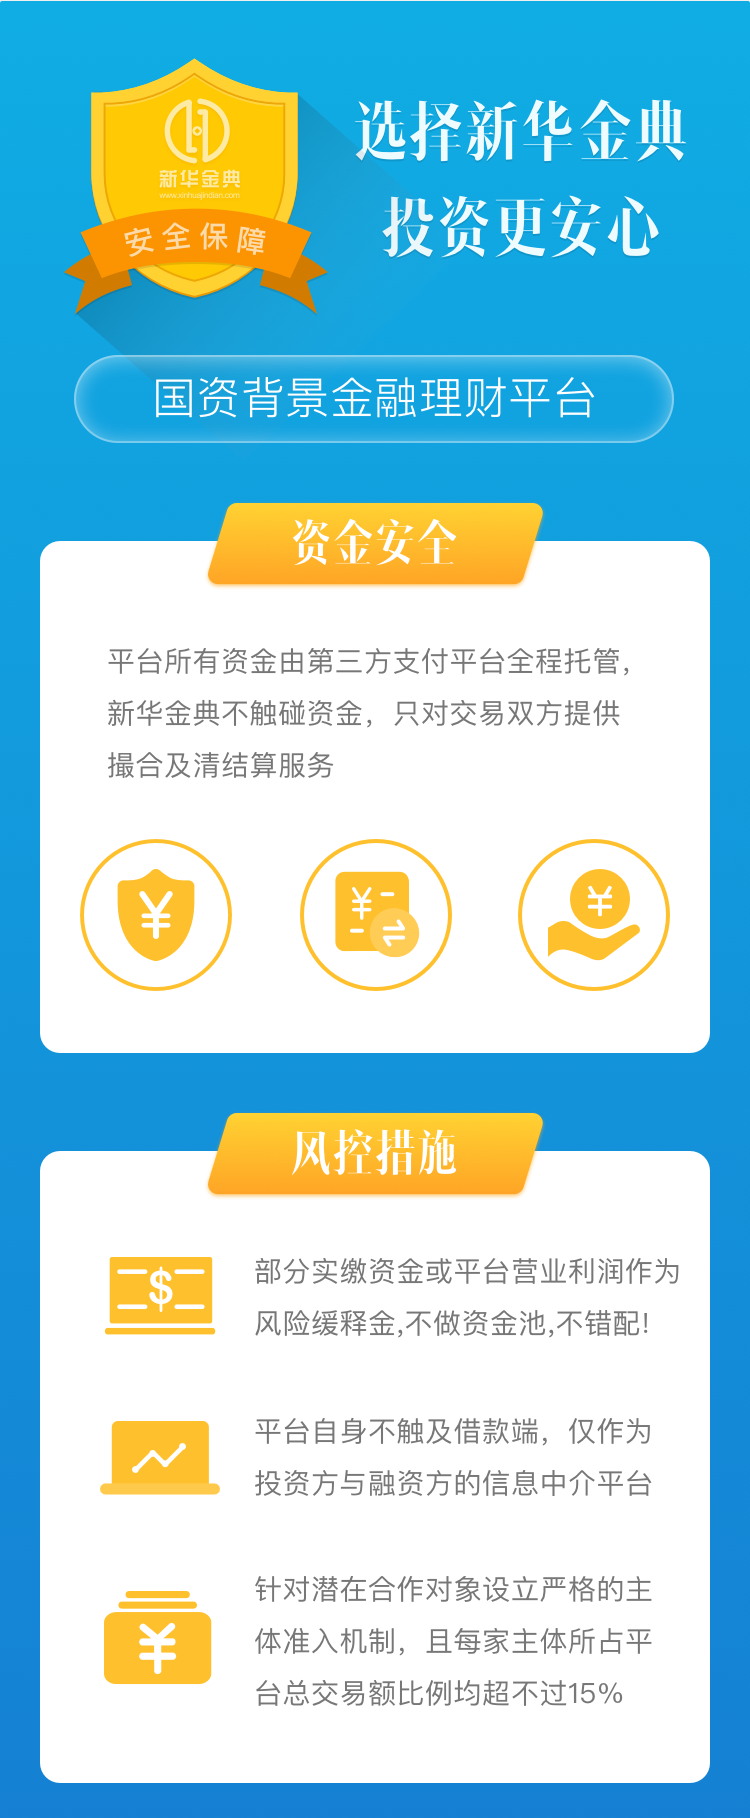 新华金典
www.xinhuajindian.com
安全保障
选择新华金典
投资更安心
国资背景金融理财平台
资金安全
平台所有资金由第三方支付平台全程托管，
新华金典不触碰资金，只对交易双方提供
撮合及清结算服务
¥
¥
¥
风控措施
$
部分实缴资金或平台营业利润作为
风险缓释金,不做资金池,不错配!
平台自身不触及借款端，仅作为
投资方与融资方的信息中介平台
¥
针对潜在合作对象设立严格的主
体准入机制，且每家主体所占平
台总交易额比例均超不过15%